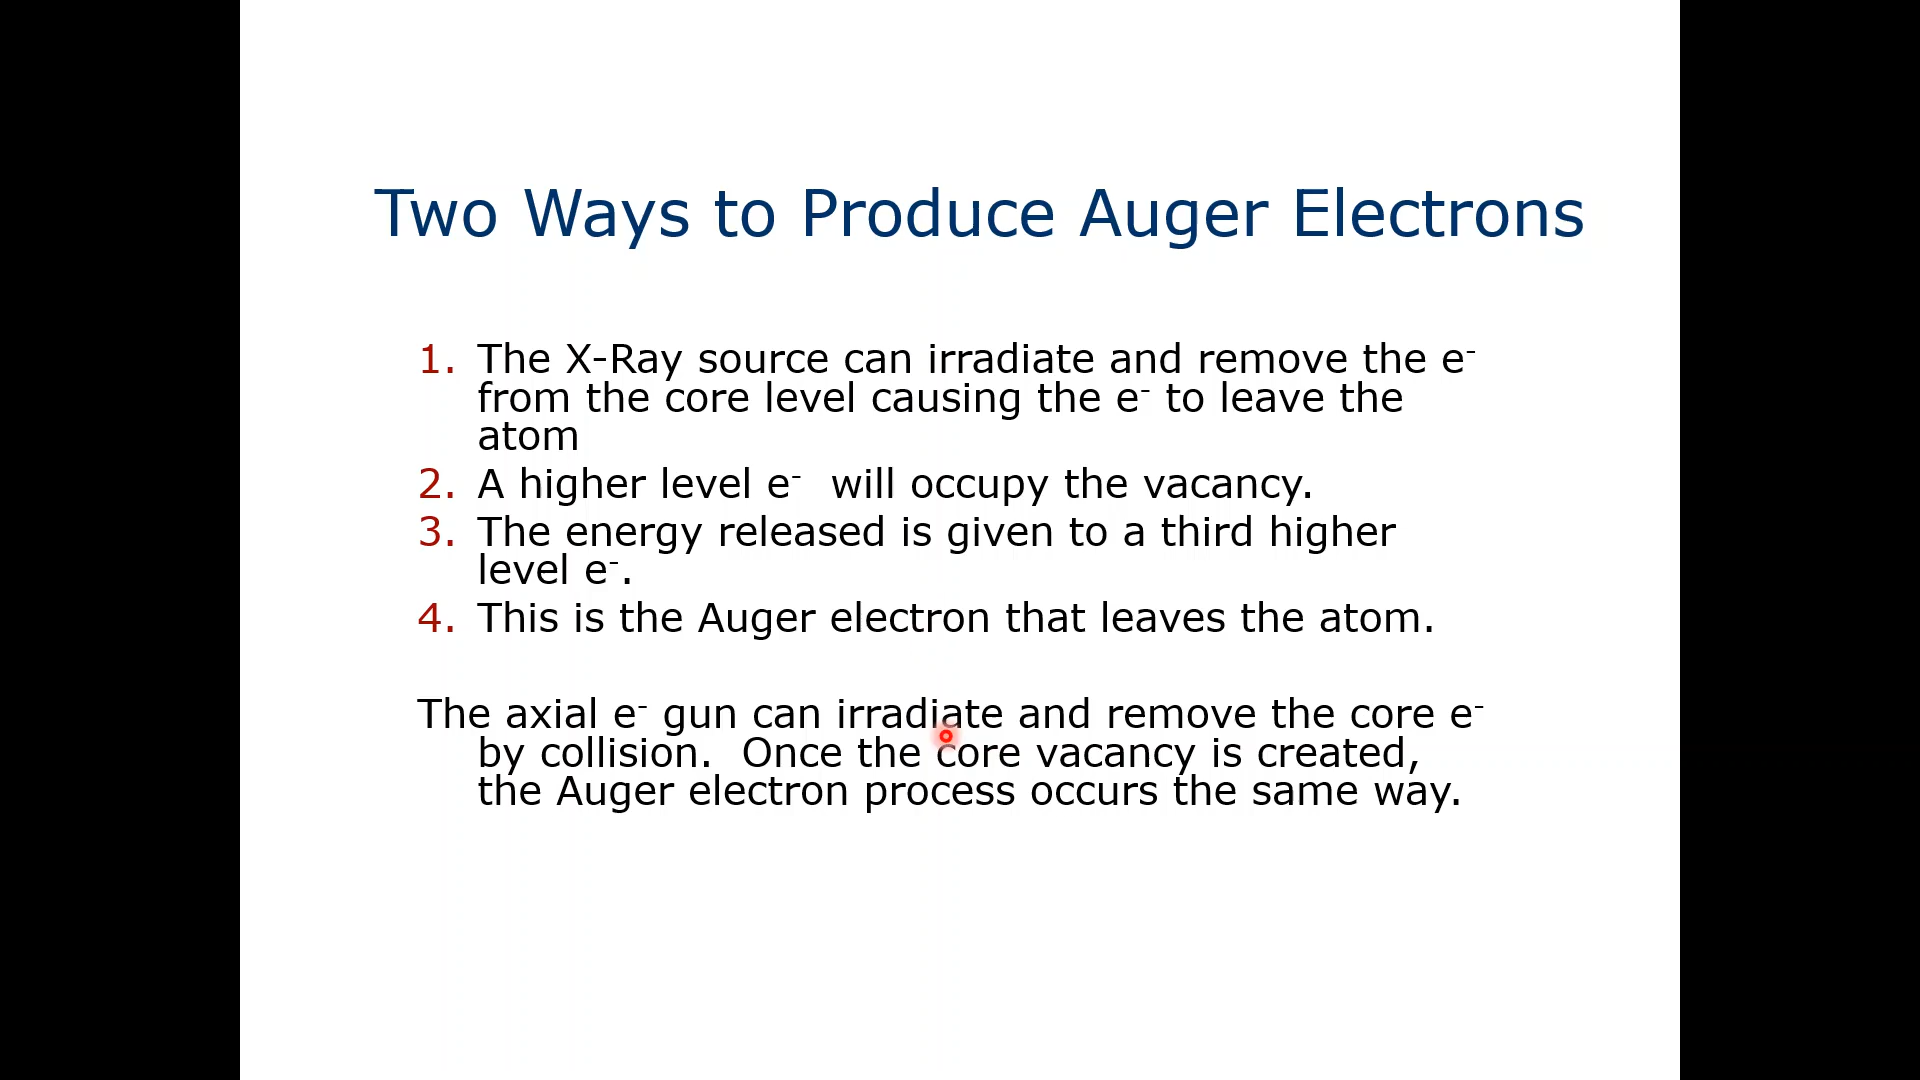 Two Ways to Produce Auger Electrons
1. The X-Ray source can irradiate and remove the e⁻
from the core level causing the e⁻ to leave the
atom
2. A higher level e⁻ will occupy the vacancy.
3. The energy released is given to a third higher
level e⁻.
4. This is the Auger electron that leaves the atom.
The axial e⁻ gun can irradiate and remove the core e⁻
by collision. Once the core vacancy is created,
the Auger electron process occurs the same way.